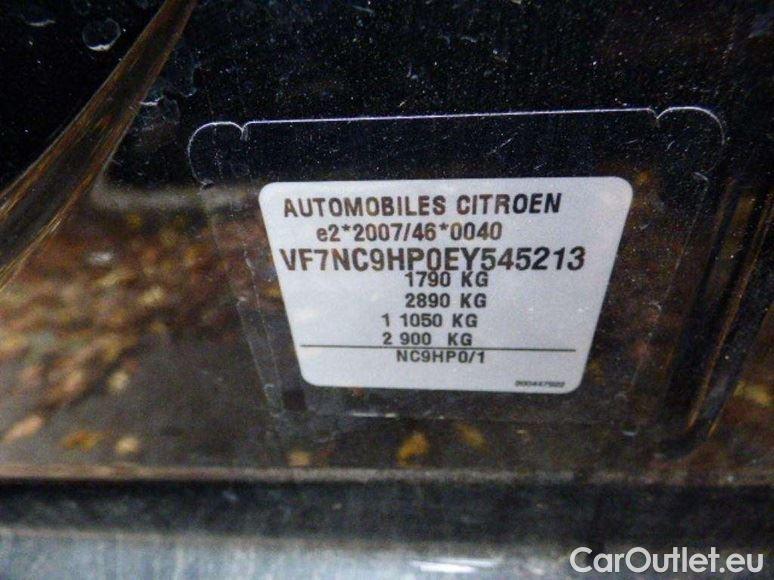 AUTOMOBILES CITROEN
e2*2007/46*0040
VF7NC9HP0EY545213
1790 KG
2890 KG
1 1050 KG
2 900 KG
NC9HP0/1
CarOutlet.eu